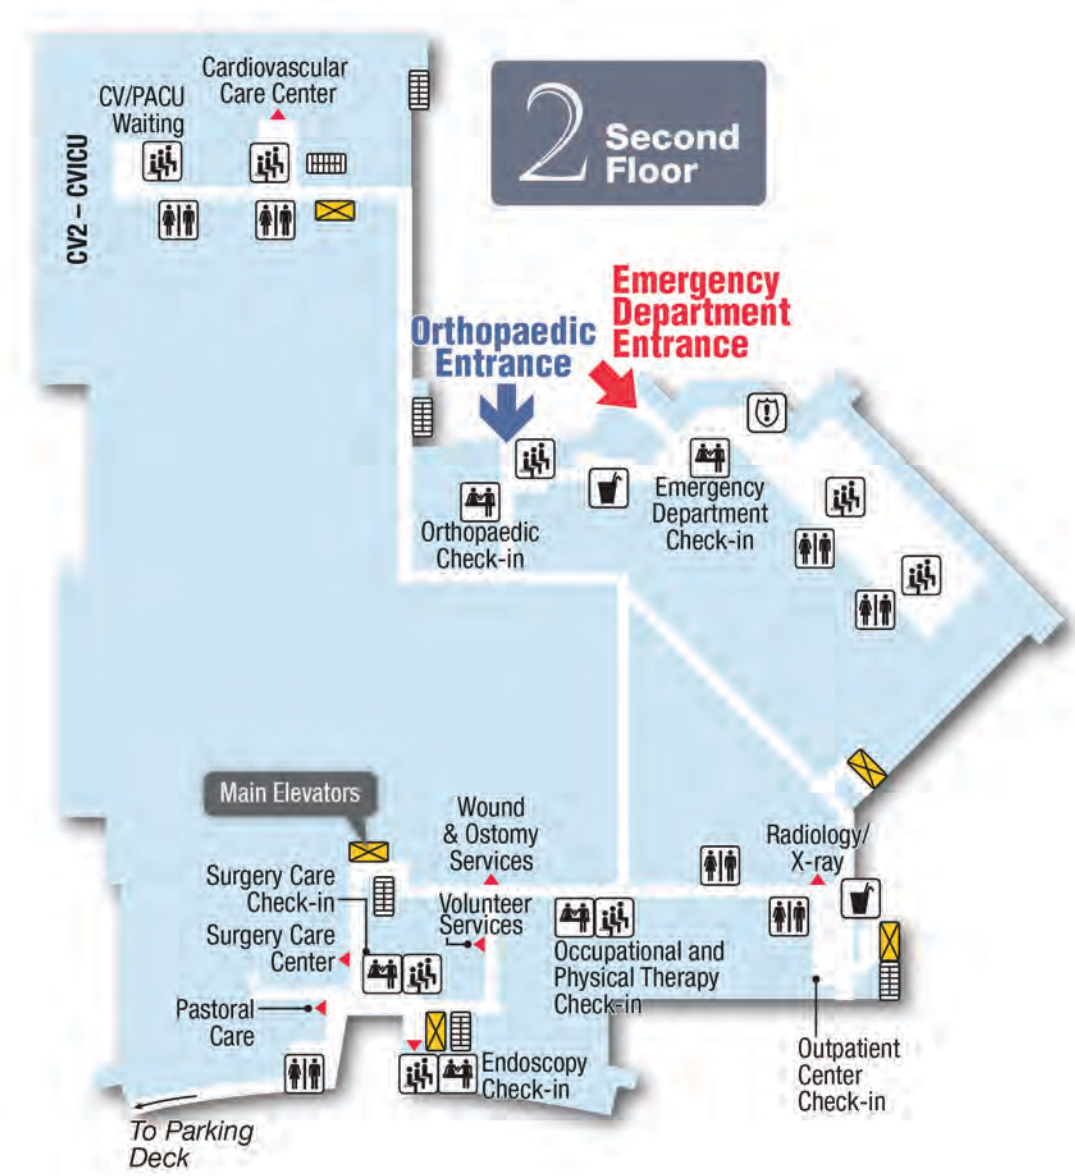 Cardiovascular
Care Center
CV/PACU
Waiting
CV2 – CVICU
2
Second
Floor
Emergency
Department
Entrance
Orthopaedic
Entrance
Orthopaedic
Check-in
Emergency
Department
Check-in
Main Elevators
Wound
& Ostomy
Services
Radiology/
X-ray
Surgery Care
Check-in
Volunteer
Services
Surgery Care
Center
Occupational and
Physical Therapy
Check-in
Pastoral
Care
Endoscopy
Check-in
Outpatient
Center
Check-in
To Parking
Deck